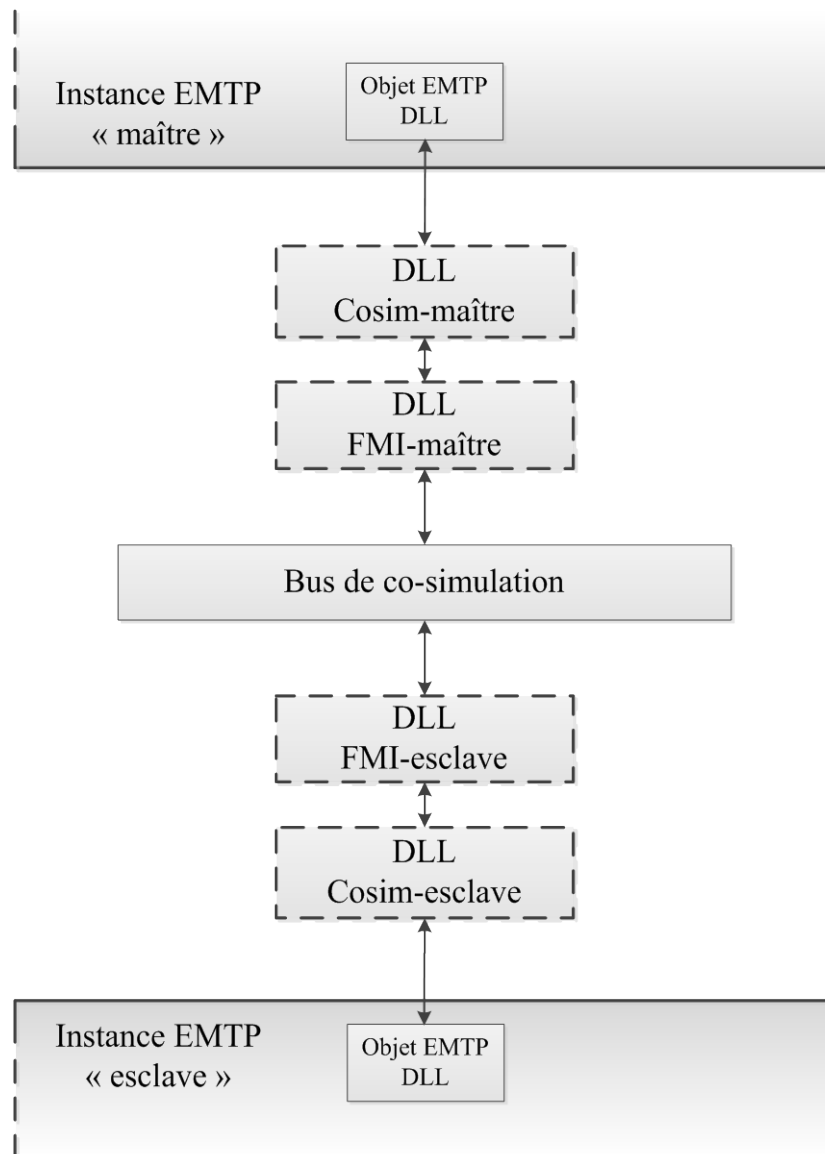 Instance EMTP
« maître »
Objet EMTP
DLL
DLL
Cosim-maître
DLL
FMI-maître
Bus de co-simulation
DLL
FMI-esclave
DLL
Cosim-esclave
Instance EMTP
« esclave »
Objet EMTP
DLL